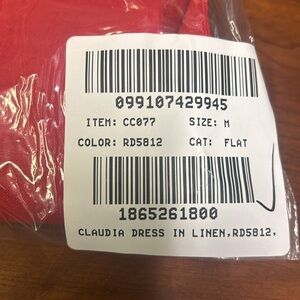 099107429945
ITEM: CC077 SIZE: M
COLOR: RD5812 CAT: FLAT
1865261800
CLAUDIA DRESS IN LINEN,RD5812,